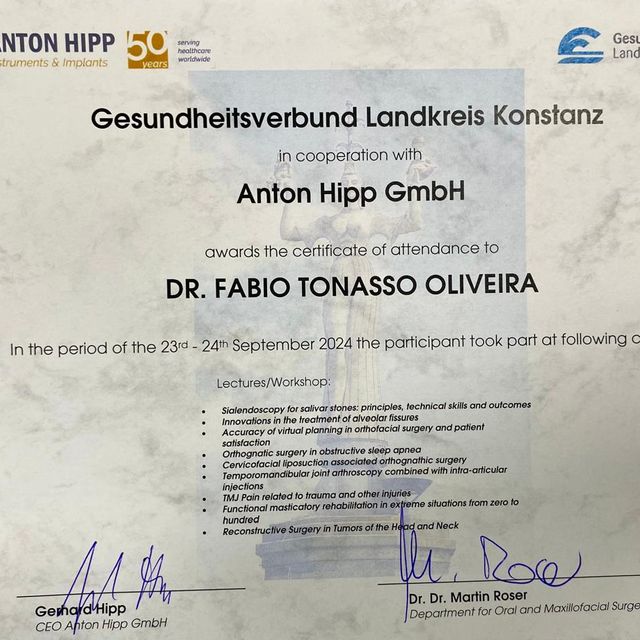 ANTON HIPP
Instruments & Implants
50
years
serving
healthcare
worldwide
Gesu
Land
Gesundheitsverbund Landkreis Konstanz
in cooperation with
Anton Hipp GmbH
awards the certificate of attendance to
DR. FABIO TONASSO OLIVEIRA
In the period of the 23rd - 24th September 2024 the participant took part at following c
Lectures/Workshop:
• Sialendoscopy for salivar stones: principles, technical skills and outcomes
• Innovations in the treatment of alveolar fissures
• Accuracy of virtual planning in orthofacial surgery and patient
satisfaction
• Orthognatic surgery in obstructive sleep apnea
• Cervicofacial liposuction associated orthognathic surgery
• Temporomandibular joint arthroscopy combined with intra-articular
injections
• TMJ Pain related to trauma and other injuries
• Functional masticatory rehabilitation in extreme situations from zero to
hundred
• Reconstructive Surgery in Tumors of the Head and Neck
Gerhard Hipp
CEO Anton Hipp GmbH
Dr. Dr. Martin Roser
Department for Oral and Maxillofacial Surge